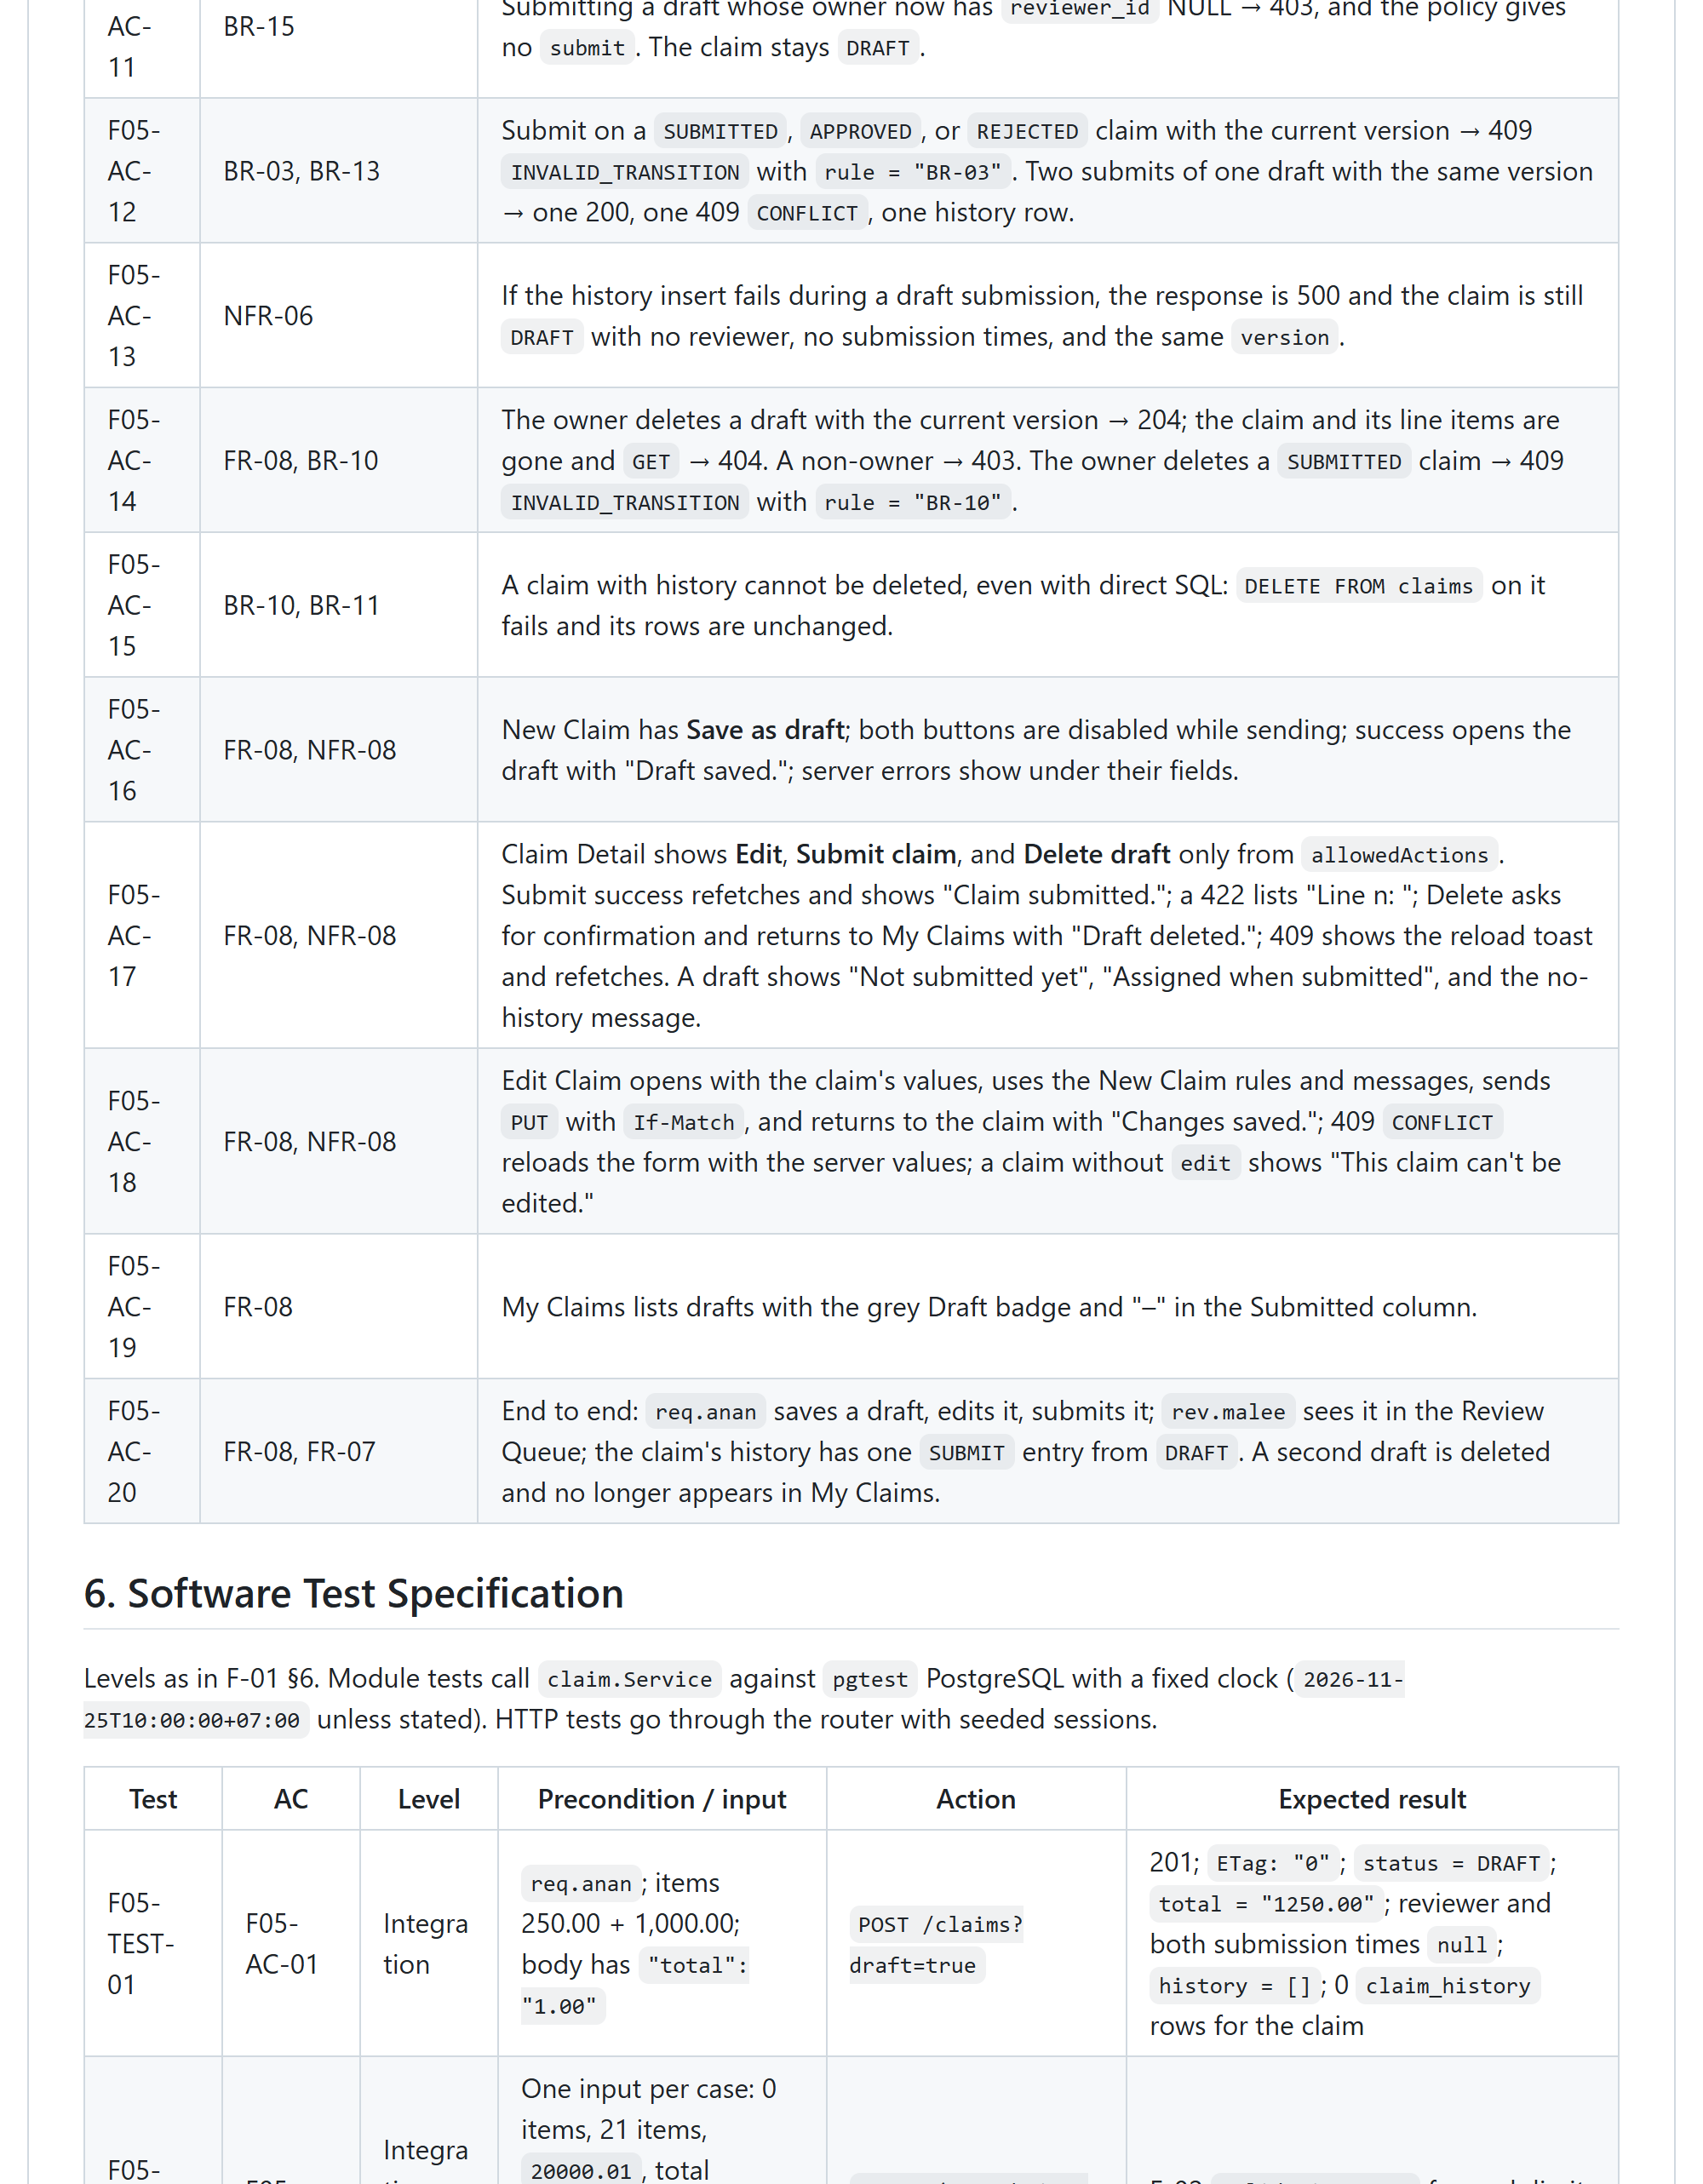 AC-
11
BR-15
Submitting a draft whose owner now has reviewer_id NULL → 403, and the policy gives
no submit. The claim stays DRAFT.
F05-
AC-
12
BR-03, BR-13
Submit on a SUBMITTED, APPROVED, or REJECTED claim with the current version → 409
INVALID_TRANSITION with rule = "BR-03". Two submits of one draft with the same version
→ one 200, one 409 CONFLICT, one history row.
F05-
AC-
13
NFR-06
If the history insert fails during a draft submission, the response is 500 and the claim is still
DRAFT with no reviewer, no submission times, and the same version.
F05-
AC-
14
FR-08, BR-10
The owner deletes a draft with the current version → 204; the claim and its line items are
gone and GET → 404. A non-owner → 403. The owner deletes a SUBMITTED claim → 409
INVALID_TRANSITION with rule = "BR-10".
F05-
AC-
15
BR-10, BR-11
A claim with history cannot be deleted, even with direct SQL: DELETE FROM claims on it
fails and its rows are unchanged.
F05-
AC-
16
FR-08, NFR-08
New Claim has Save as draft; both buttons are disabled while sending; success opens the
draft with "Draft saved."; server errors show under their fields.
F05-
AC-
17
FR-08, NFR-08
Claim Detail shows Edit, Submit claim, and Delete draft only from allowedActions.
Submit success refetches and shows "Claim submitted."; a 422 lists "Line n: "; Delete asks
for confirmation and returns to My Claims with "Draft deleted."; 409 shows the reload toast
and refetches. A draft shows "Not submitted yet", "Assigned when submitted", and the no-
history message.
F05-
AC-
18
FR-08, NFR-08
Edit Claim opens with the claim's values, uses the New Claim rules and messages, sends
PUT with If-Match, and returns to the claim with "Changes saved."; 409 CONFLICT
reloads the form with the server values; a claim without edit shows "This claim can't be
edited."
F05-
AC-
19
FR-08
My Claims lists drafts with the grey Draft badge and "–" in the Submitted column.
F05-
AC-
20
FR-08, FR-07
End to end: req.anan saves a draft, edits it, submits it; rev.malee sees it in the Review
Queue; the claim's history has one SUBMIT entry from DRAFT. A second draft is deleted
and no longer appears in My Claims.
6. Software Test Specification
Levels as in F-01 §6. Module tests call claim.Service against pgtest PostgreSQL with a fixed clock (2026-11-
25T10:00:00+07:00 unless stated). HTTP tests go through the router with seeded sessions.
Test AC Level Precondition / input Action Expected result
F05-
TEST-
01
F05-
AC-01
Integra
tion
req.anan; items
250.00 + 1,000.00;
body has "total":
"1.00"
POST /claims?
draft=true
201; ETag: "0"; status = DRAFT;
total = "1250.00"; reviewer and
both submission times null;
history = []; 0 claim_history
rows for the claim
F05-
Integra
One input per case: 0
items, 21 items,
20000.01, total